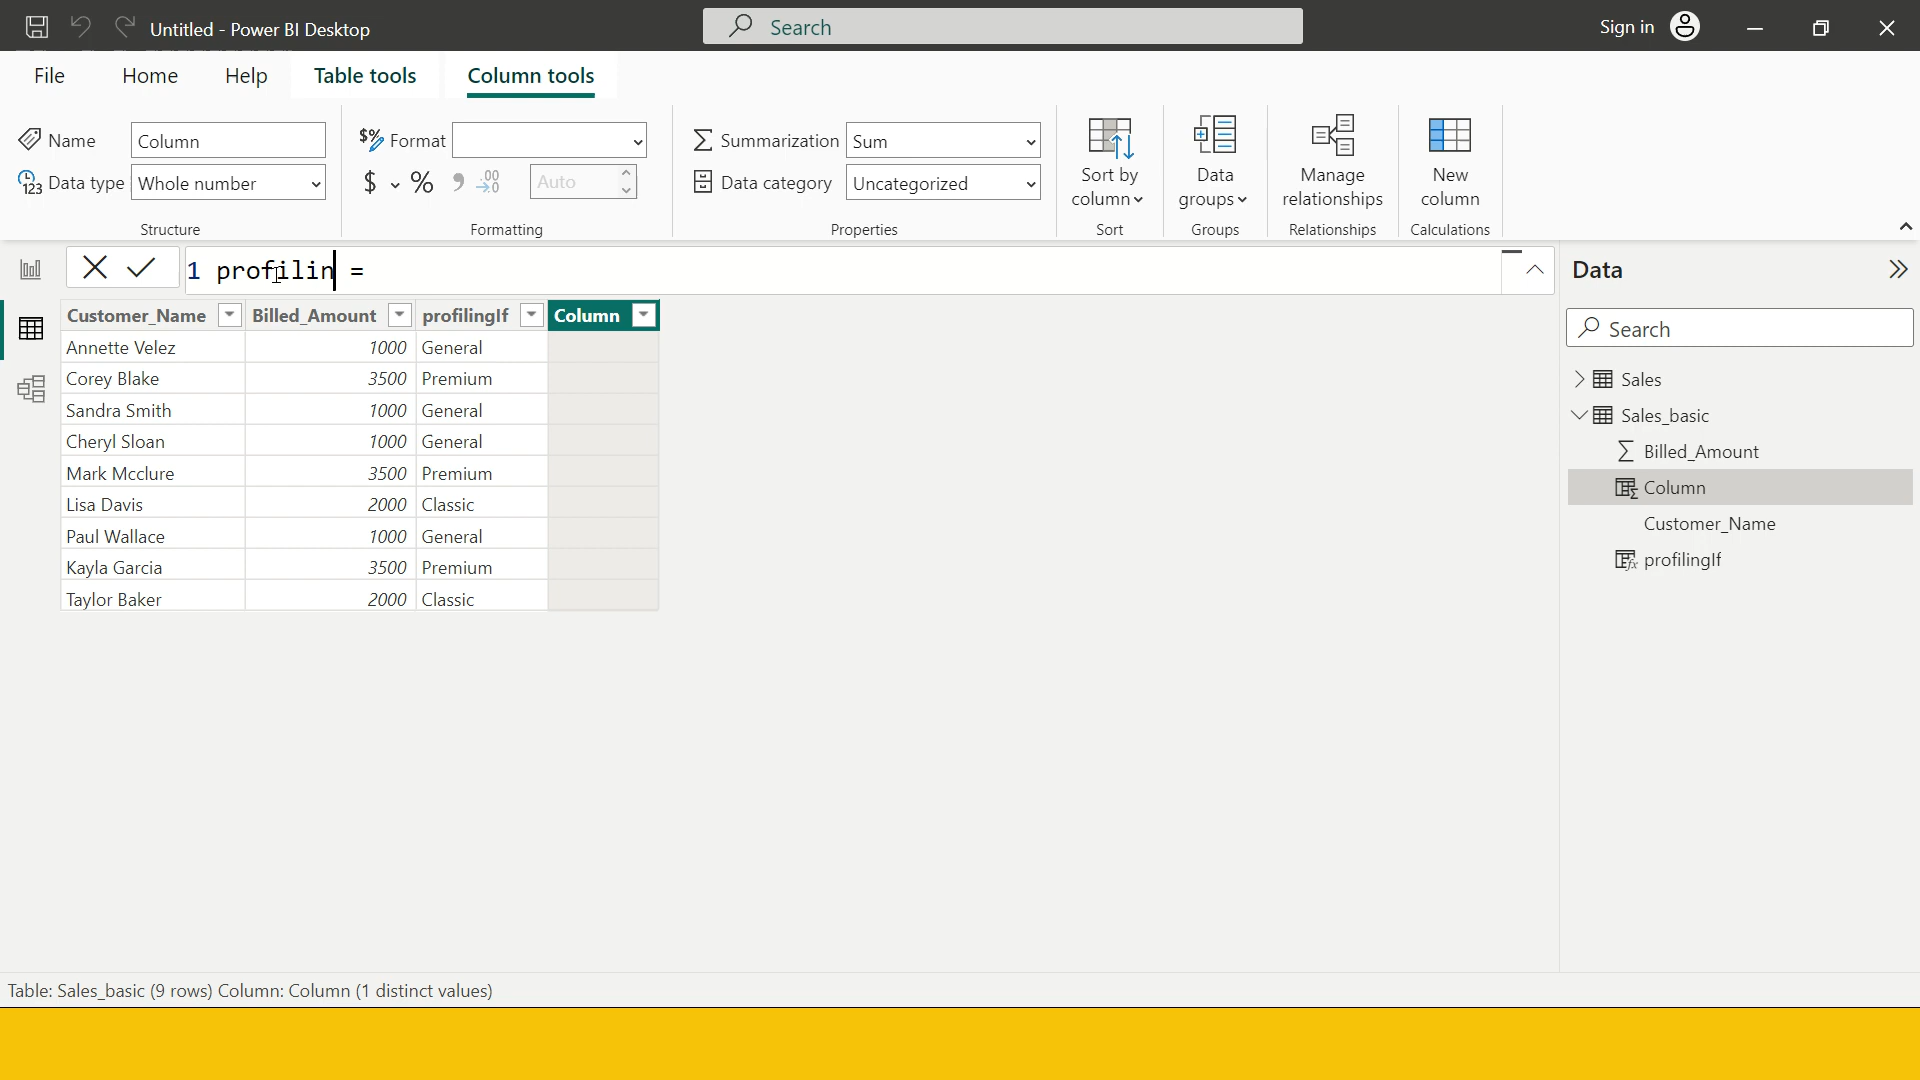 Untitled - Power BI Desktop
Search
Sign in
File Home Help Table tools Column tools
Name Column
Data type Whole number
Structure
Format
$ % Auto
Formatting
Summarization Sum
Data category Uncategorized
Properties
Sort by column
Sort
Data groups
Groups
Manage relationships
Relationships
New column
Calculations
1 profilin =
Customer_Name Billed_Amount profilingIf Column
Annette Velez 1000 General
Corey Blake 3500 Premium
Sandra Smith 1000 General
Cheryl Sloan 1000 General
Mark Mcclure 3500 Premium
Lisa Davis 2000 Classic
Paul Wallace 1000 General
Kayla Garcia 3500 Premium
Taylor Baker 2000 Classic
Data
Search
Sales
Sales_basic
Billed_Amount
Column
Customer_Name
profilingIf
Table: Sales_basic (9 rows) Column: Column (1 distinct values)